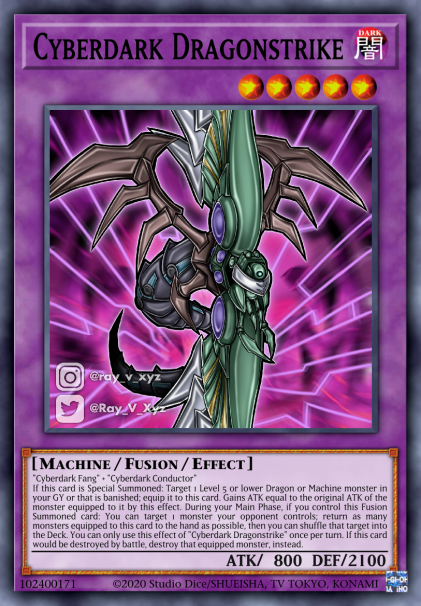 CYBERDARK DRAGONSTRIKE
DARK
闇
@ray_v_xyz
@Ray_V_Xyz
[MACHINE / FUSION / EFFECT]
"Cyberdark Fang" + "Cyberdark Conductor"
If this card is Special Summoned: Target 1 Level 5 or lower Dragon or Machine monster in
your GY or that is banished; equip it to this card. Gains ATK equal to the original ATK of the
monster equipped to it by this effect. During your Main Phase, if you control this Fusion
Summoned card: You can target 1 monster your opponent controls; return as many
monsters equipped to this card to the hand as possible, then you can shuffle that target into
the Deck. You can only use this effect of "Cyberdark Dragonstrike" once per turn. If this card
would be destroyed by battle, destroy that equipped monster, instead.
ATK/ 800 DEF/2100
102400171 ©2020 Studio Dice/SHUEISHA, TV TOKYO, KONAMI